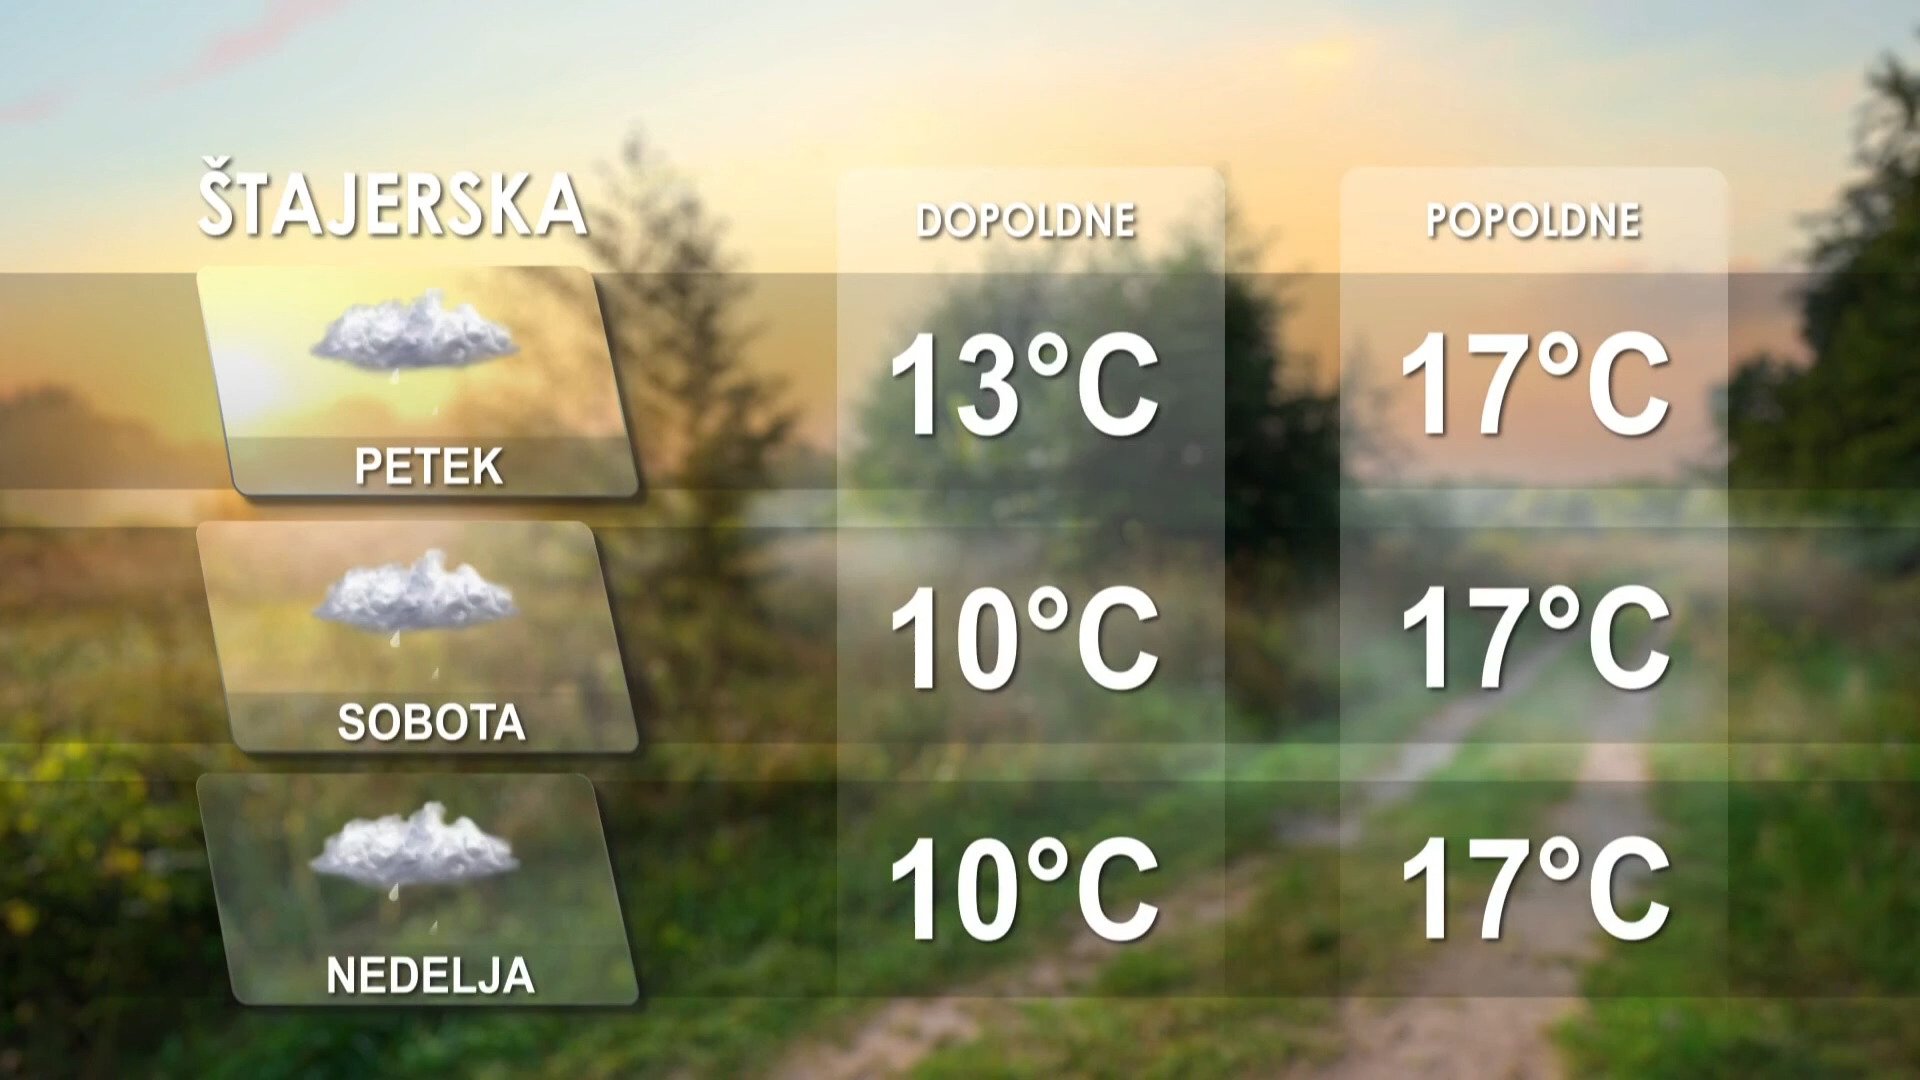 ŠTAJERSKA
DOPOLDNE
POPOLDNE
PETEK
13°C
17°C
SOBOTA
10°C
17°C
NEDELJA
10°C
17°C